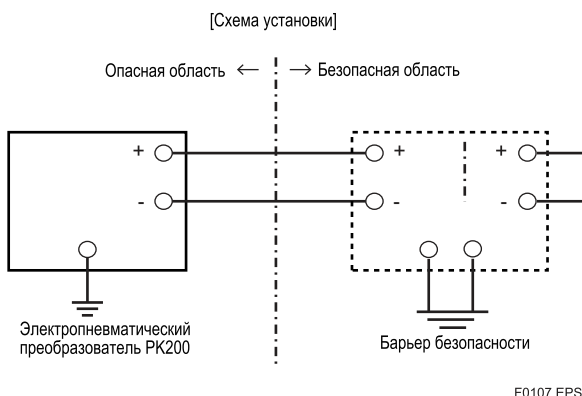 [Схема установки]
Опасная область ← → Безопасная область
+ + +
- - -
Электропневматический
преобразователь PK200
Барьер безопасности
F0107.EPS